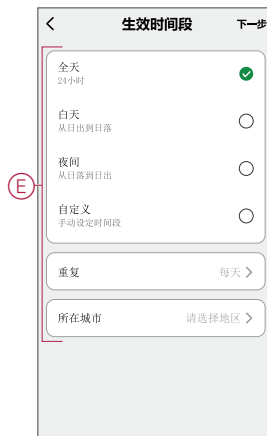 生效时间段 下一步
全天
24小时
白天
从日出到日落
夜间
从日落到日出
自定义
手动设定时间段
E
重复 每天
所在城市 请选择地区